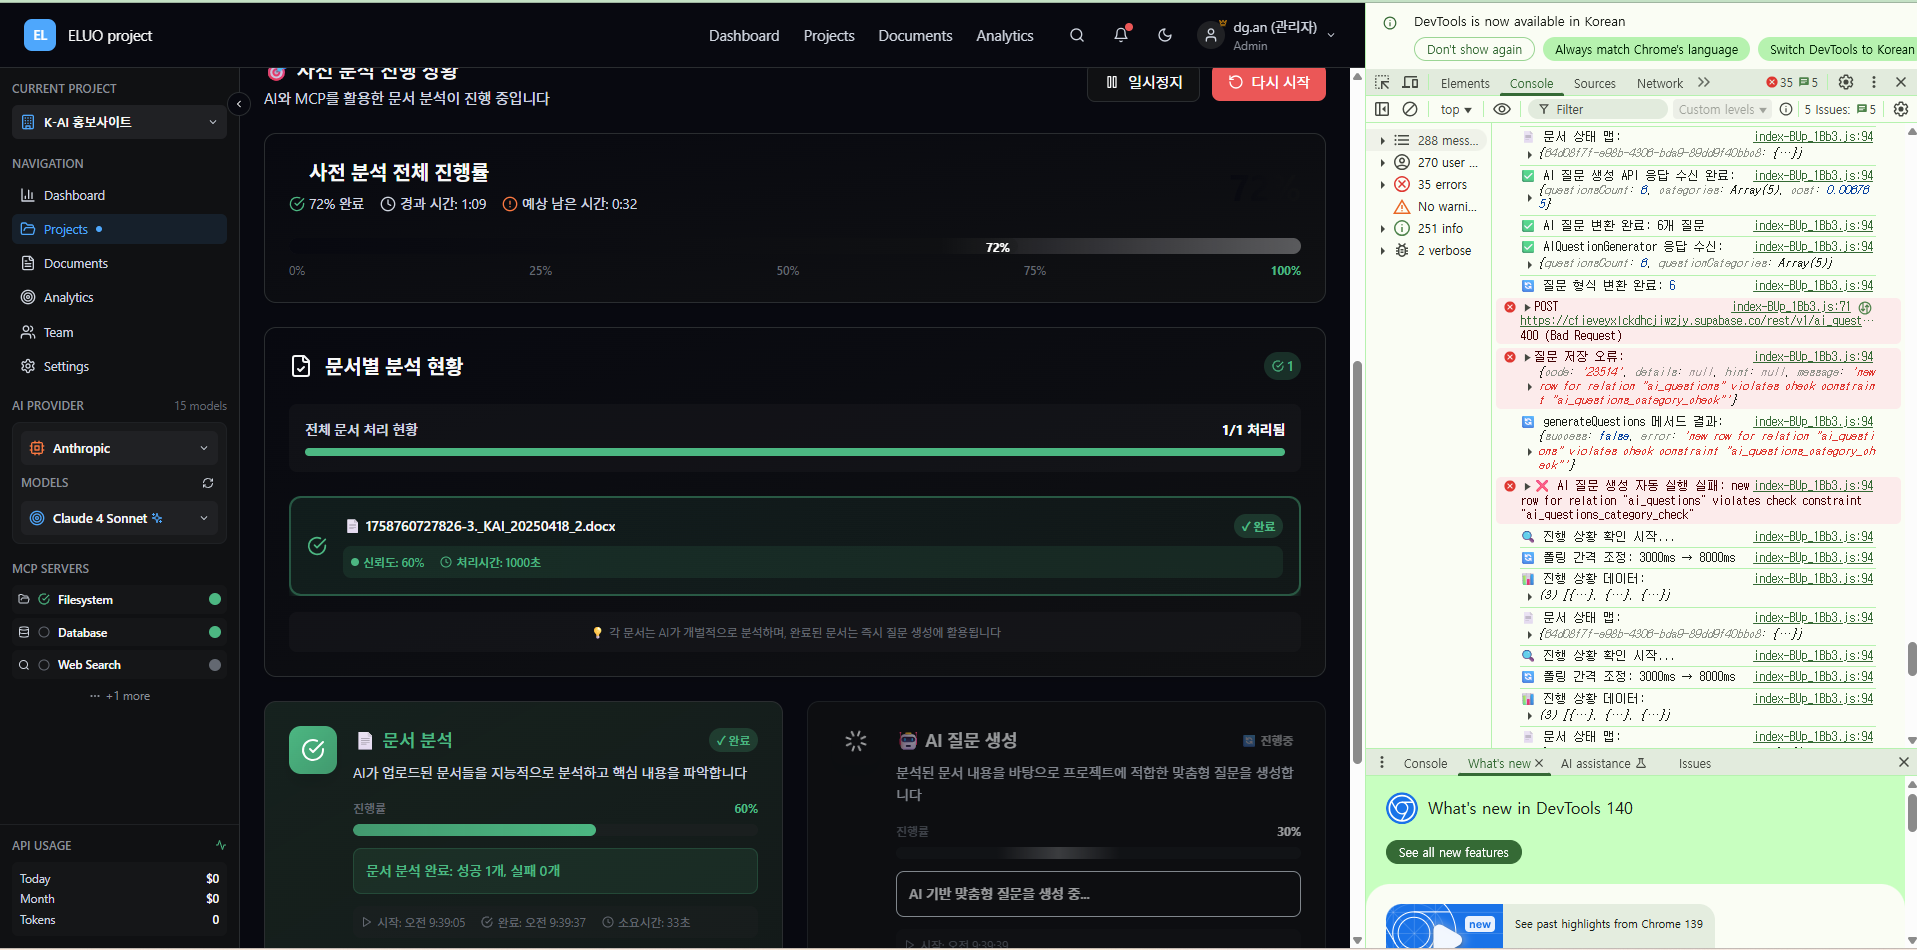 EL
ELUO project
Dashboard
Projects
Documents
Analytics
dg.an (관리자)
Admin
CURRENT PROJECT
K-AI 홍보사이트
NAVIGATION
Dashboard
Projects
Documents
Analytics
Team
Settings
AI PROVIDER
15 models
Anthropic
MODELS
Claude 4 Sonnet
MCP SERVERS
Filesystem
Database
Web Search
··· +1 more
API USAGE
Today $0
Month $0
Tokens 0
사전 분석 진행 상황
AI와 MCP를 활용한 문서 분석이 진행 중입니다
일시정지
다시 시작
사전 분석 전체 진행률
72% 완료
경과 시간: 1:09
예상 남은 시간: 0:32
72%
0% 25% 50% 75% 100%
문서별 분석 현황
1
전체 문서 처리 현황
1/1 처리됨
1758760727826-3._KAI_20250418_2.docx
✓ 완료
신뢰도: 60%
처리시간: 1000초
각 문서는 AI가 개별적으로 분석하며, 완료된 문서는 즉시 질문 생성에 활용됩니다
문서 분석
✓ 완료
AI가 업로드된 문서들을 지능적으로 분석하고 핵심 내용을 파악합니다
진행률 60%
문서 분석 완료: 성공 1개, 실패 0개
시작: 오전 9:39:05
완료: 오전 9:39:37
소요시간: 33초
AI 질문 생성
진행중
분석된 문서 내용을 바탕으로 프로젝트에 적합한 맞춤형 질문을 생성합
니다
진행률 30%
AI 기반 맞춤형 질문을 생성 중...
시작: 오전 9:39:39
DevTools is now available in Korean
Don't show again
Always match Chrome's language
Switch DevTools to Korean
Elements
Console
Sources
Network
35
5
top
Filter
Custom levels
5 Issues: 5
288 mess...
270 user ...
35 errors
No warni...
251 info
2 verbose
문서 상태 맵: index-BUp_1Bb3.js:94
{64d08f7f-a98b-4306-bda9-89dd9f40bbc8: {…}}
AI 질문 생성 API 응답 수신 완료: index-BUp_1Bb3.js:94
{questionsCount: 6, categories: Array(5), cost: 0.00676
5}
AI 질문 변환 완료: 6개 질문 index-BUp_1Bb3.js:94
AIQuestionGenerator 응답 수신: index-BUp_1Bb3.js:94
{questionsCount: 6, questionCategories: Array(5)}
질문 형식 변환 완료: 6 index-BUp_1Bb3.js:94
POST index-BUp_1Bb3.js:71
https://cfieveyxlckdhcjiwzjy.supabase.co/rest/v1/ai_quest…
400 (Bad Request)
질문 저장 오류: index-BUp_1Bb3.js:94
{code: '23514', details: null, hint: null, message: 'new
row for relation "ai_questions" violates check constrain
t "ai_questions_category_check"'}
generateQuestions 메서드 결과: index-BUp_1Bb3.js:94
{success: false, error: 'new row for relation "ai_questi
ons" violates check constraint "ai_questions_category_ch
eck"'}
AI 질문 생성 자동 실행 실패: new index-BUp_1Bb3.js:94
row for relation "ai_questions" violates check constraint
"ai_questions_category_check"
진행 상황 확인 시작... index-BUp_1Bb3.js:94
폴링 간격 조정: 3000ms → 8000ms index-BUp_1Bb3.js:94
진행 상황 데이터: index-BUp_1Bb3.js:94
(3) [{…}, {…}, {…}]
문서 상태 맵: index-BUp_1Bb3.js:94
{64d08f7f-a98b-4306-bda9-89dd9f40bbc8: {…}}
진행 상황 확인 시작... index-BUp_1Bb3.js:94
폴링 간격 조정: 3000ms → 8000ms index-BUp_1Bb3.js:94
진행 상황 데이터: index-BUp_1Bb3.js:94
(3) [{…}, {…}, {…}]
문서 상태 맵: index-BUp_1Bb3.js:94
Console
What's new
AI assistance
Issues
What's new in DevTools 140
See all new features
new
See past highlights from Chrome 139